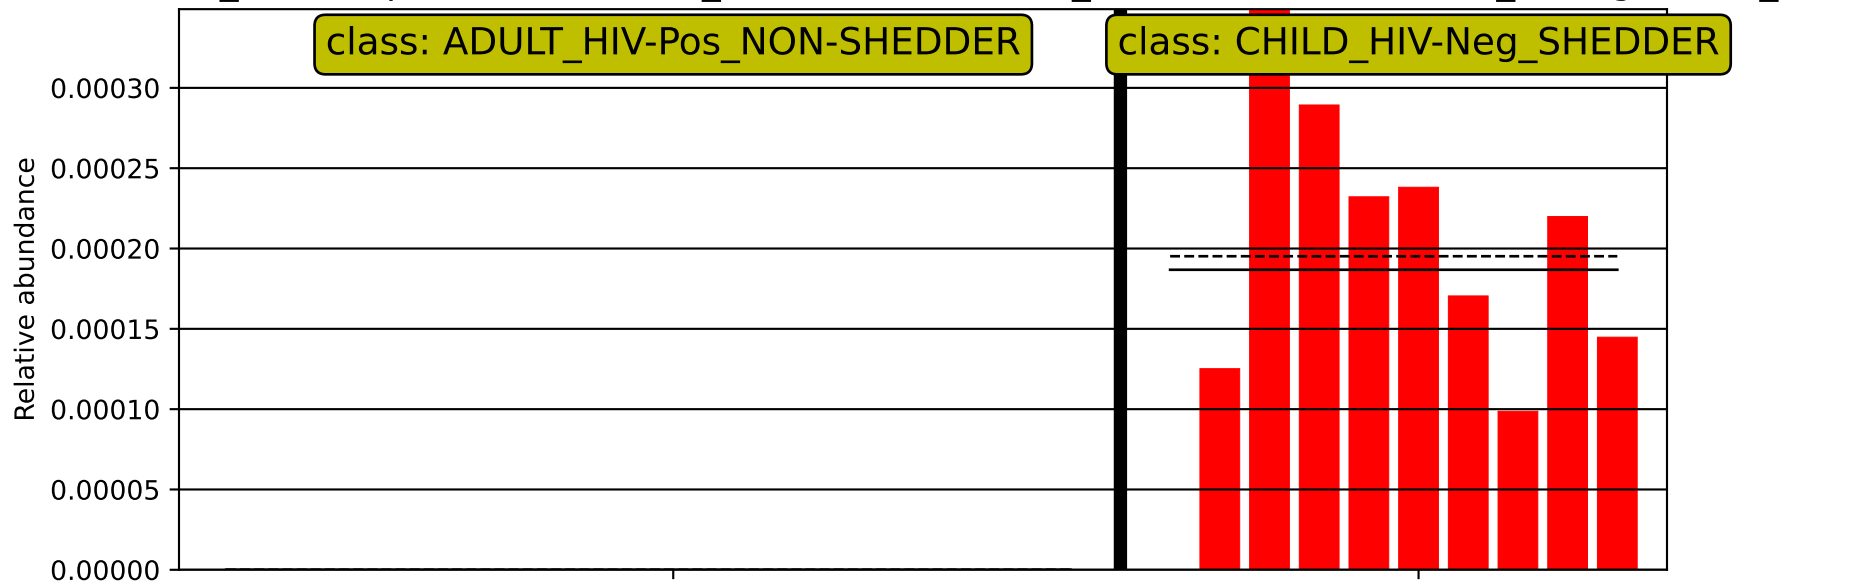 class: ADULT_HIV-Pos_NON-SHEDDER
class: CHILD_HIV-Neg_SHEDDER
0.00030
0.00025
0.00020
0.00015
0.00010
0.00005
0.00000
Relative abundance